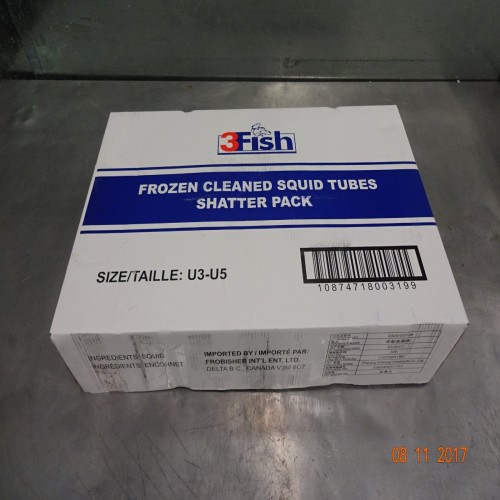 3Fish
FROZEN CLEANED SQUID TUBES
SHATTER PACK
SIZE/TAILLE: U3-U5
10874718003199
INGREDIENTS: SQUID
INGRÉDIENTS: ENCORNET
IMPORTED BY / IMPORTÉ PAR:
FROBISHER INT'L ENT. LTD.
DELTA B.C., CANADA V3M 6C7
08 11 2017